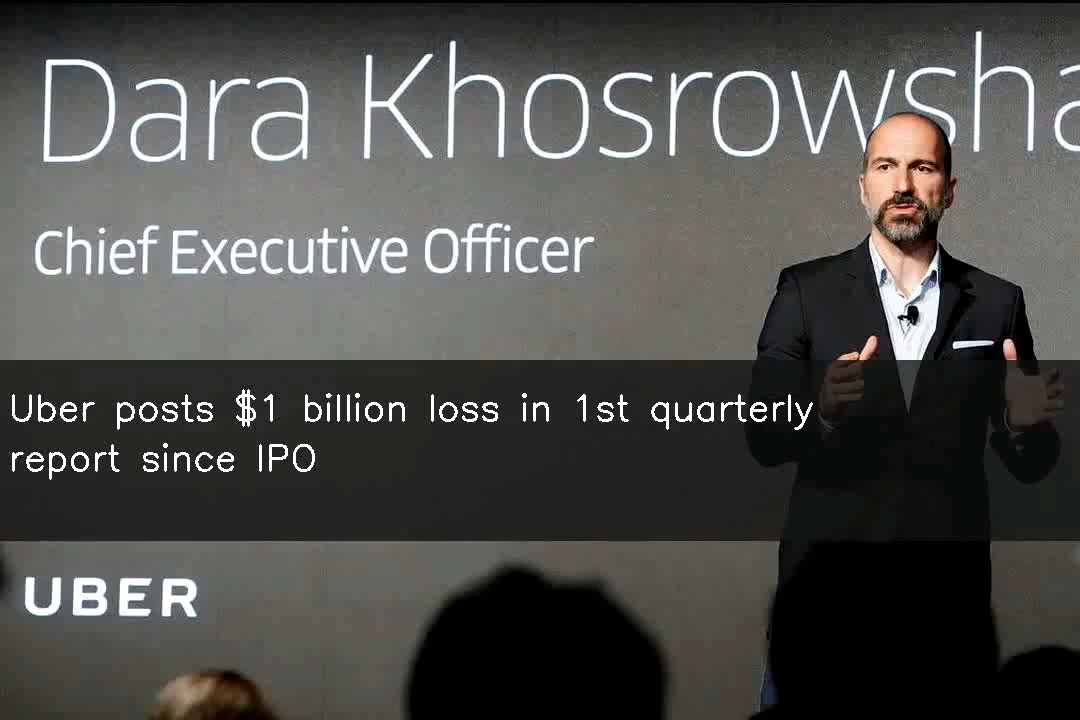 Dara Khosrowsha
Chief Executive Officer
Uber posts $1 billion loss in 1st quarterly
report since IPO
UBER